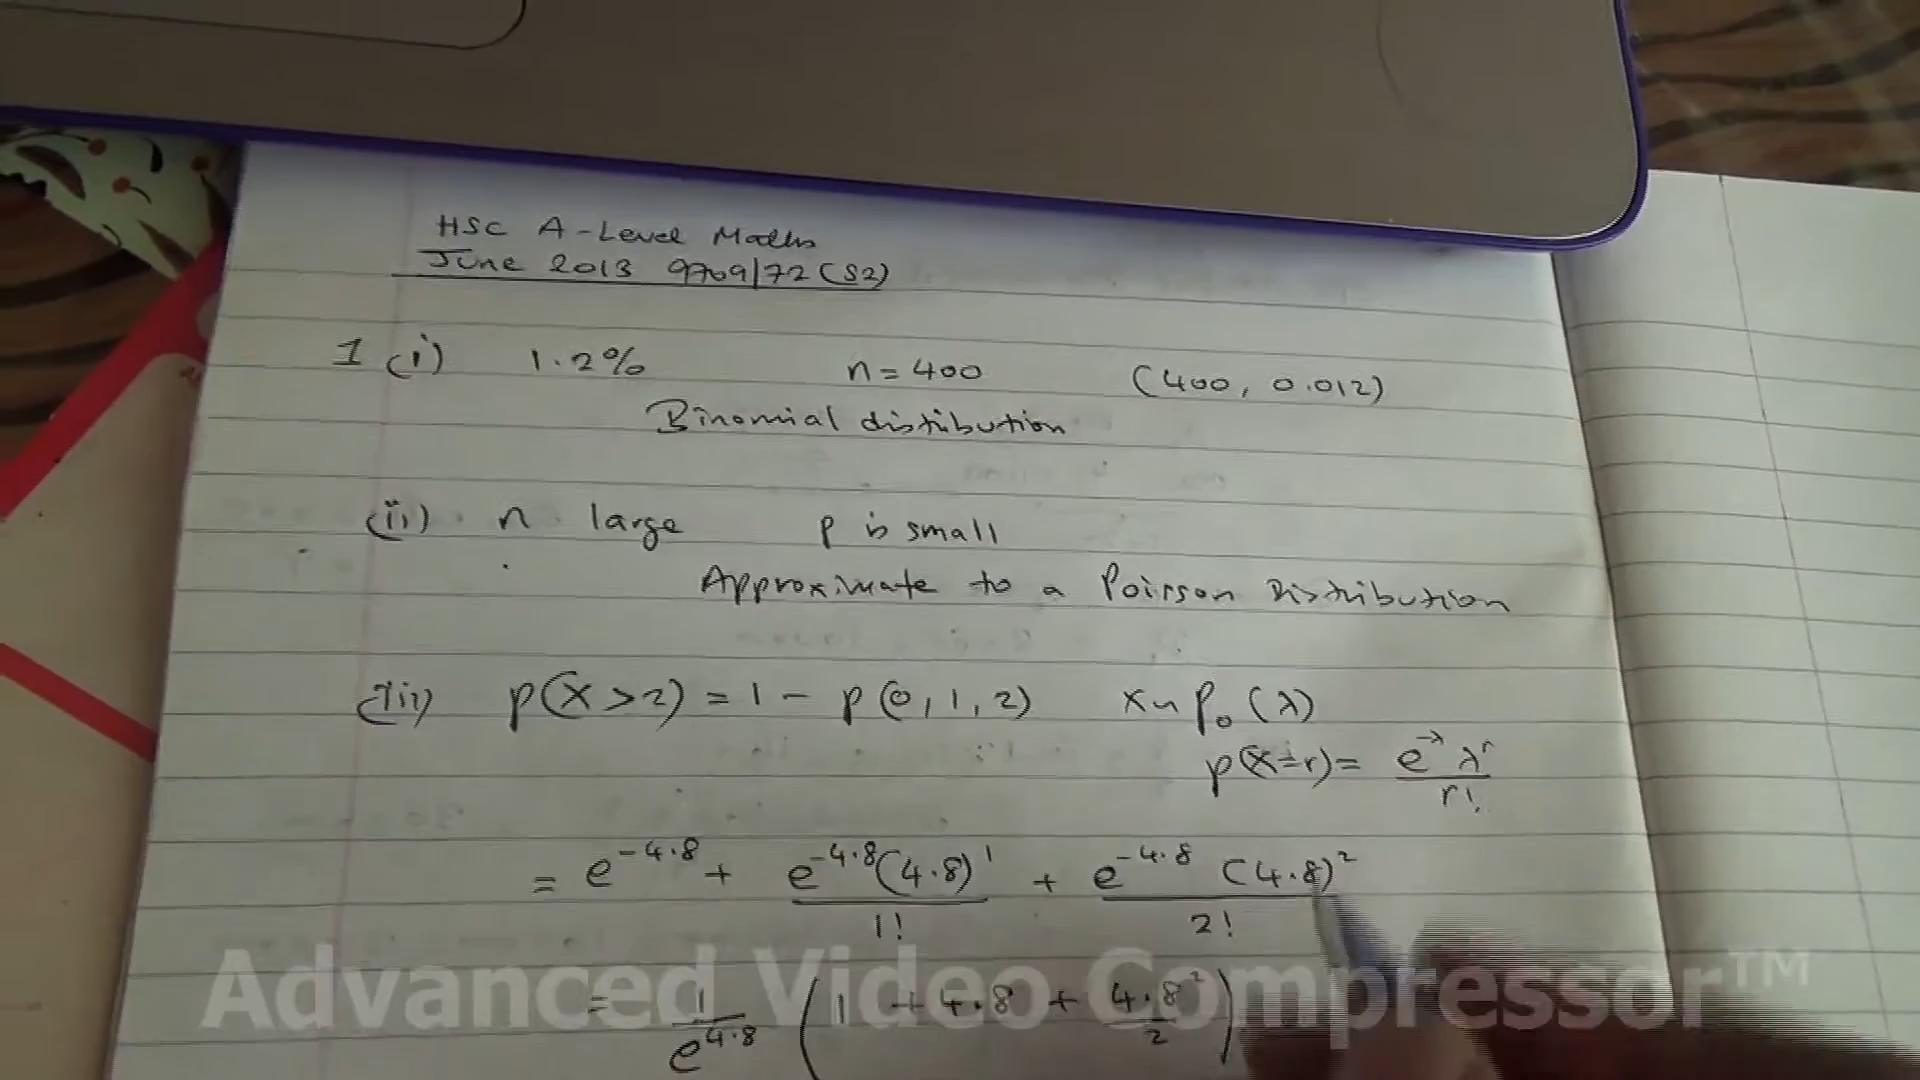 HSC A-Level Maths
June 2013 9709/72 (S2)
1 (i) 1.2% n = 400 (400, 0.012)
Binomial distribution
(ii) n large p is small
Approximate to a Poisson Distribution
(iii) P(X > 2) = 1 - P(0, 1, 2) X ~ Po (λ)
P(X=r) = e^-λ λ^r / r!
= e^-4.8 + e^-4.8 (4.8)^1 / 1! + e^-4.8 (4.8)^2 / 2!
= 1 / e^4.8 ( 1 + 4.8 + 4.8^2 / 2 )
Advanced Video Compressor™